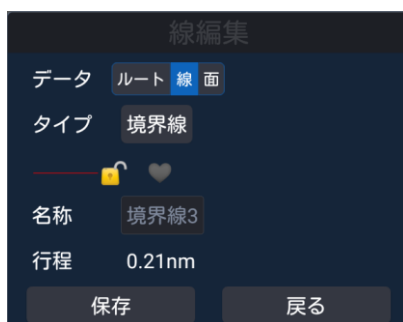 線編集
データ ルート 線 面
タイプ 境界線
名称 境界線3
行程 0.21nm
保存 戻る